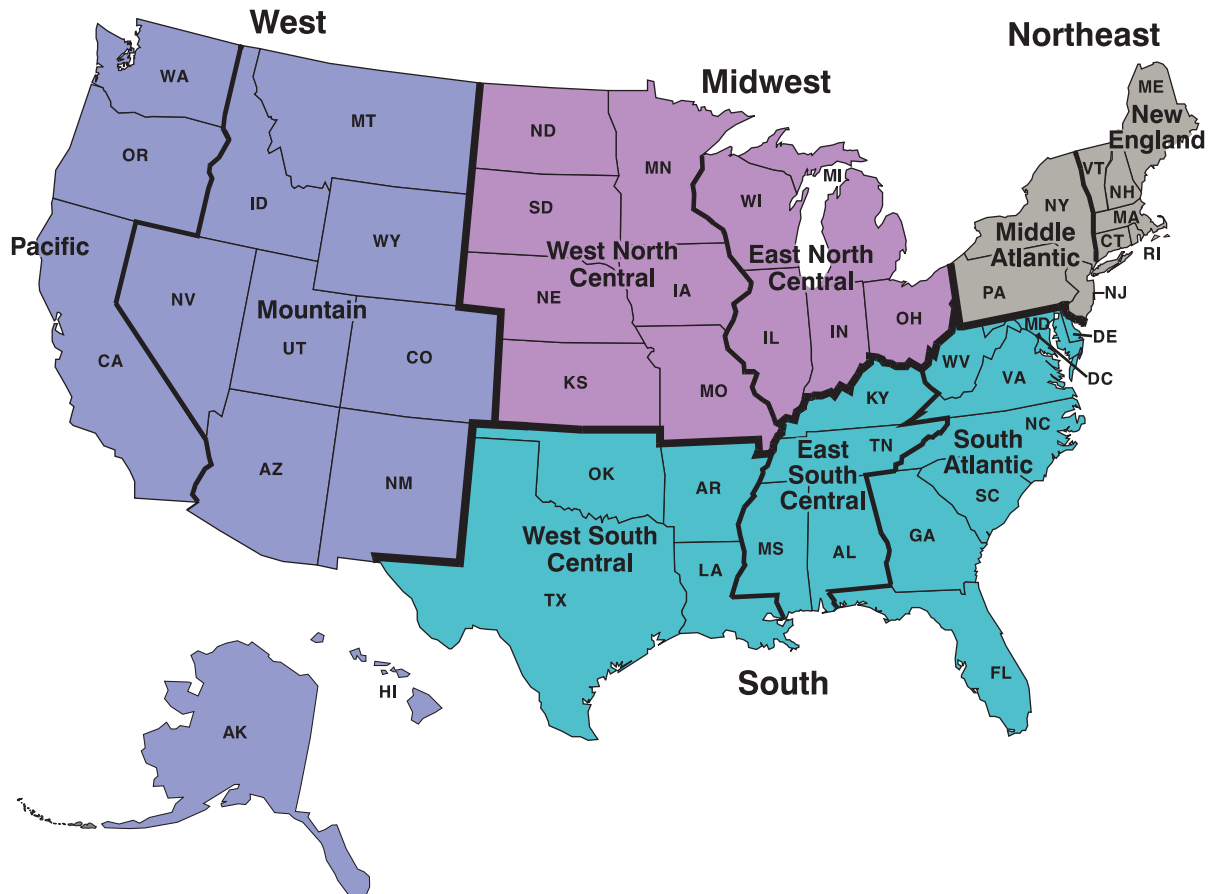 West
Northeast
Midwest
WA
ME
New
England
MT
ND
OR
MN
VT
MI
NH
ID
SD
WI
NY
MA
WY
Middle
Atlantic
CT
Pacific
West North
Central
East North
Central
RI
NV
NE
IA
PA
NJ
Mountain
OH
MD
DE
UT
CO
IL
IN
CA
WV
DC
KS
VA
MO
KY
NC
TN
South
Atlantic
East
South
Central
AZ
OK
NM
AR
SC
West South
Central
GA
MS
AL
LA
TX
FL
South
HI
AK